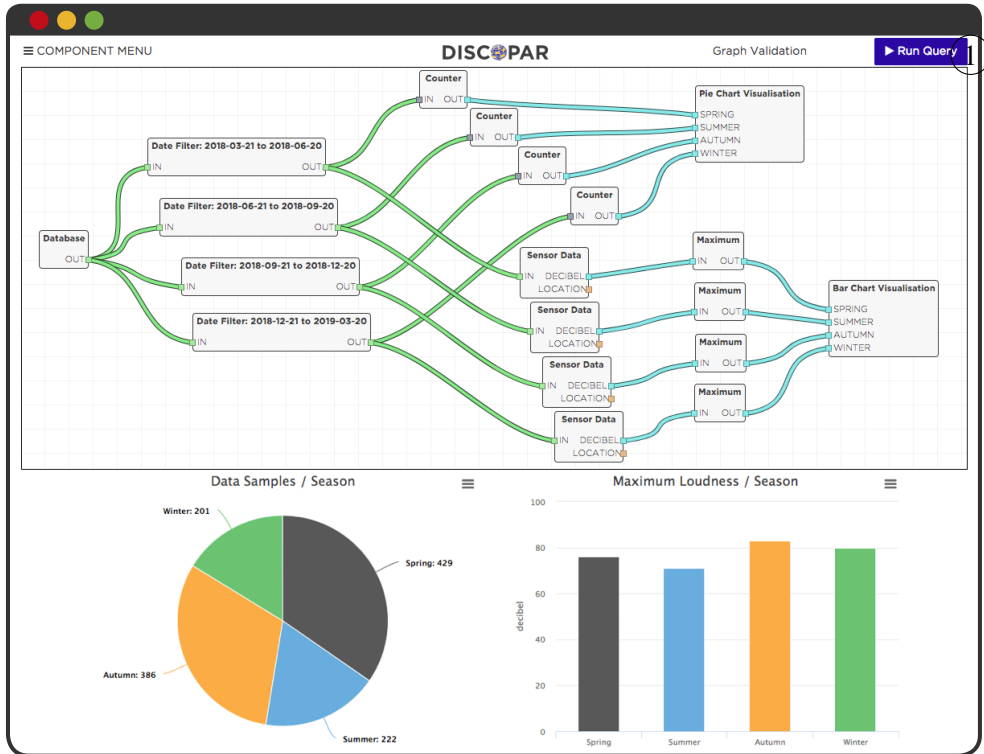 ☰ COMPONENT MENU
DISCOPAR
Graph Validation
▶ Run Query
1
Counter
IN OUT
Counter
IN OUT
Counter
IN OUT
Counter
IN OUT
Pie Chart Visualisation
SPRING
SUMMER
AUTUMN
WINTER
Date Filter: 2018-03-21 to 2018-06-20
IN OUT
Date Filter: 2018-06-21 to 2018-09-20
IN OUT
Database
OUT
Date Filter: 2018-09-21 to 2018-12-20
IN OUT
Date Filter: 2018-12-21 to 2019-03-20
IN OUT
Sensor Data
IN DECIBEL
LOCATION
Sensor Data
IN DECIBEL
LOCATION
Sensor Data
IN DECIBEL
LOCATION
Sensor Data
IN DECIBEL
LOCATION
Maximum
IN OUT
Maximum
IN OUT
Maximum
IN OUT
Maximum
IN OUT
Bar Chart Visualisation
SPRING
SUMMER
AUTUMN
WINTER
Data Samples / Season
Winter: 201
Spring: 429
Autumn: 386
Summer: 222
Maximum Loudness / Season
100
80
60
40
20
0
decibel
Spring Summer Autumn Winter